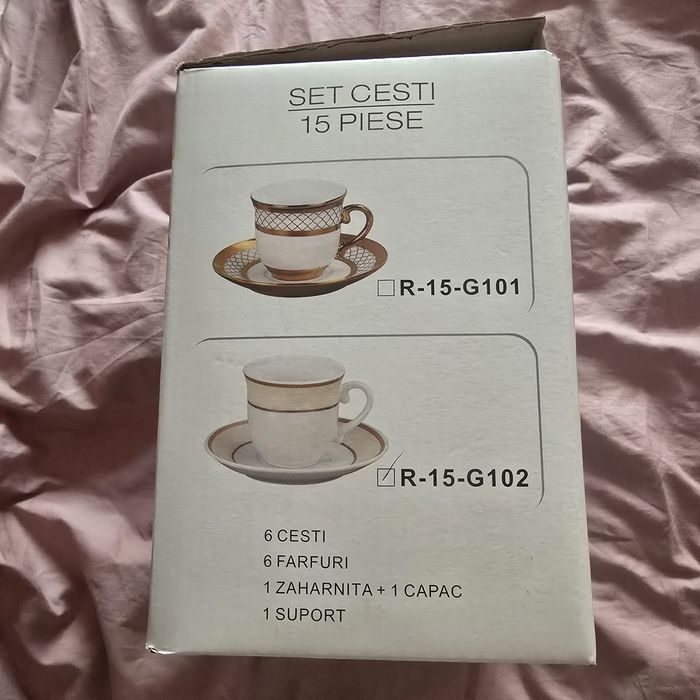 SET CESTI
15 PIESE
R-15-G101
R-15-G102
6 CESTI
6 FARFURI
1 ZAHARNITA + 1 CAPAC
1 SUPORT